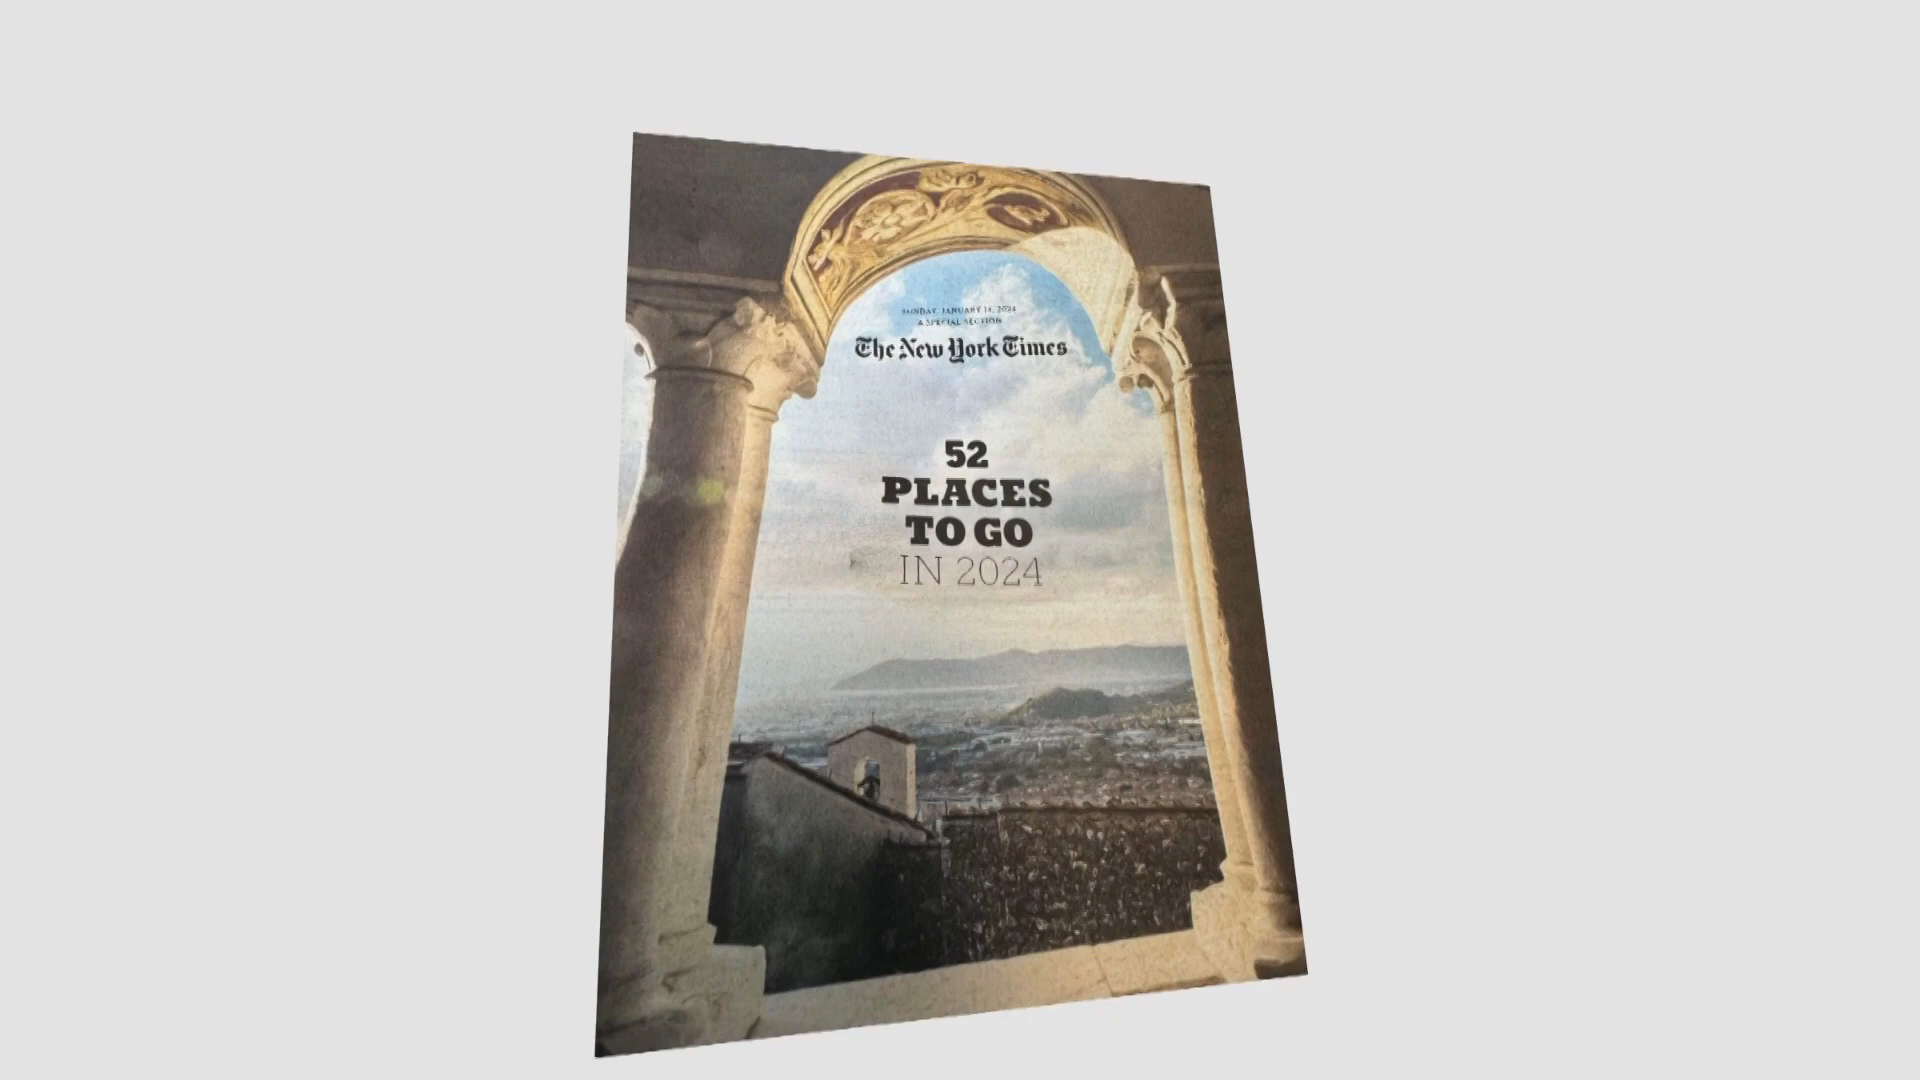 SUNDAY, JANUARY 14, 2024
A SPECIAL SECTION
The New York Times
52
PLACES
TO GO
IN 2024